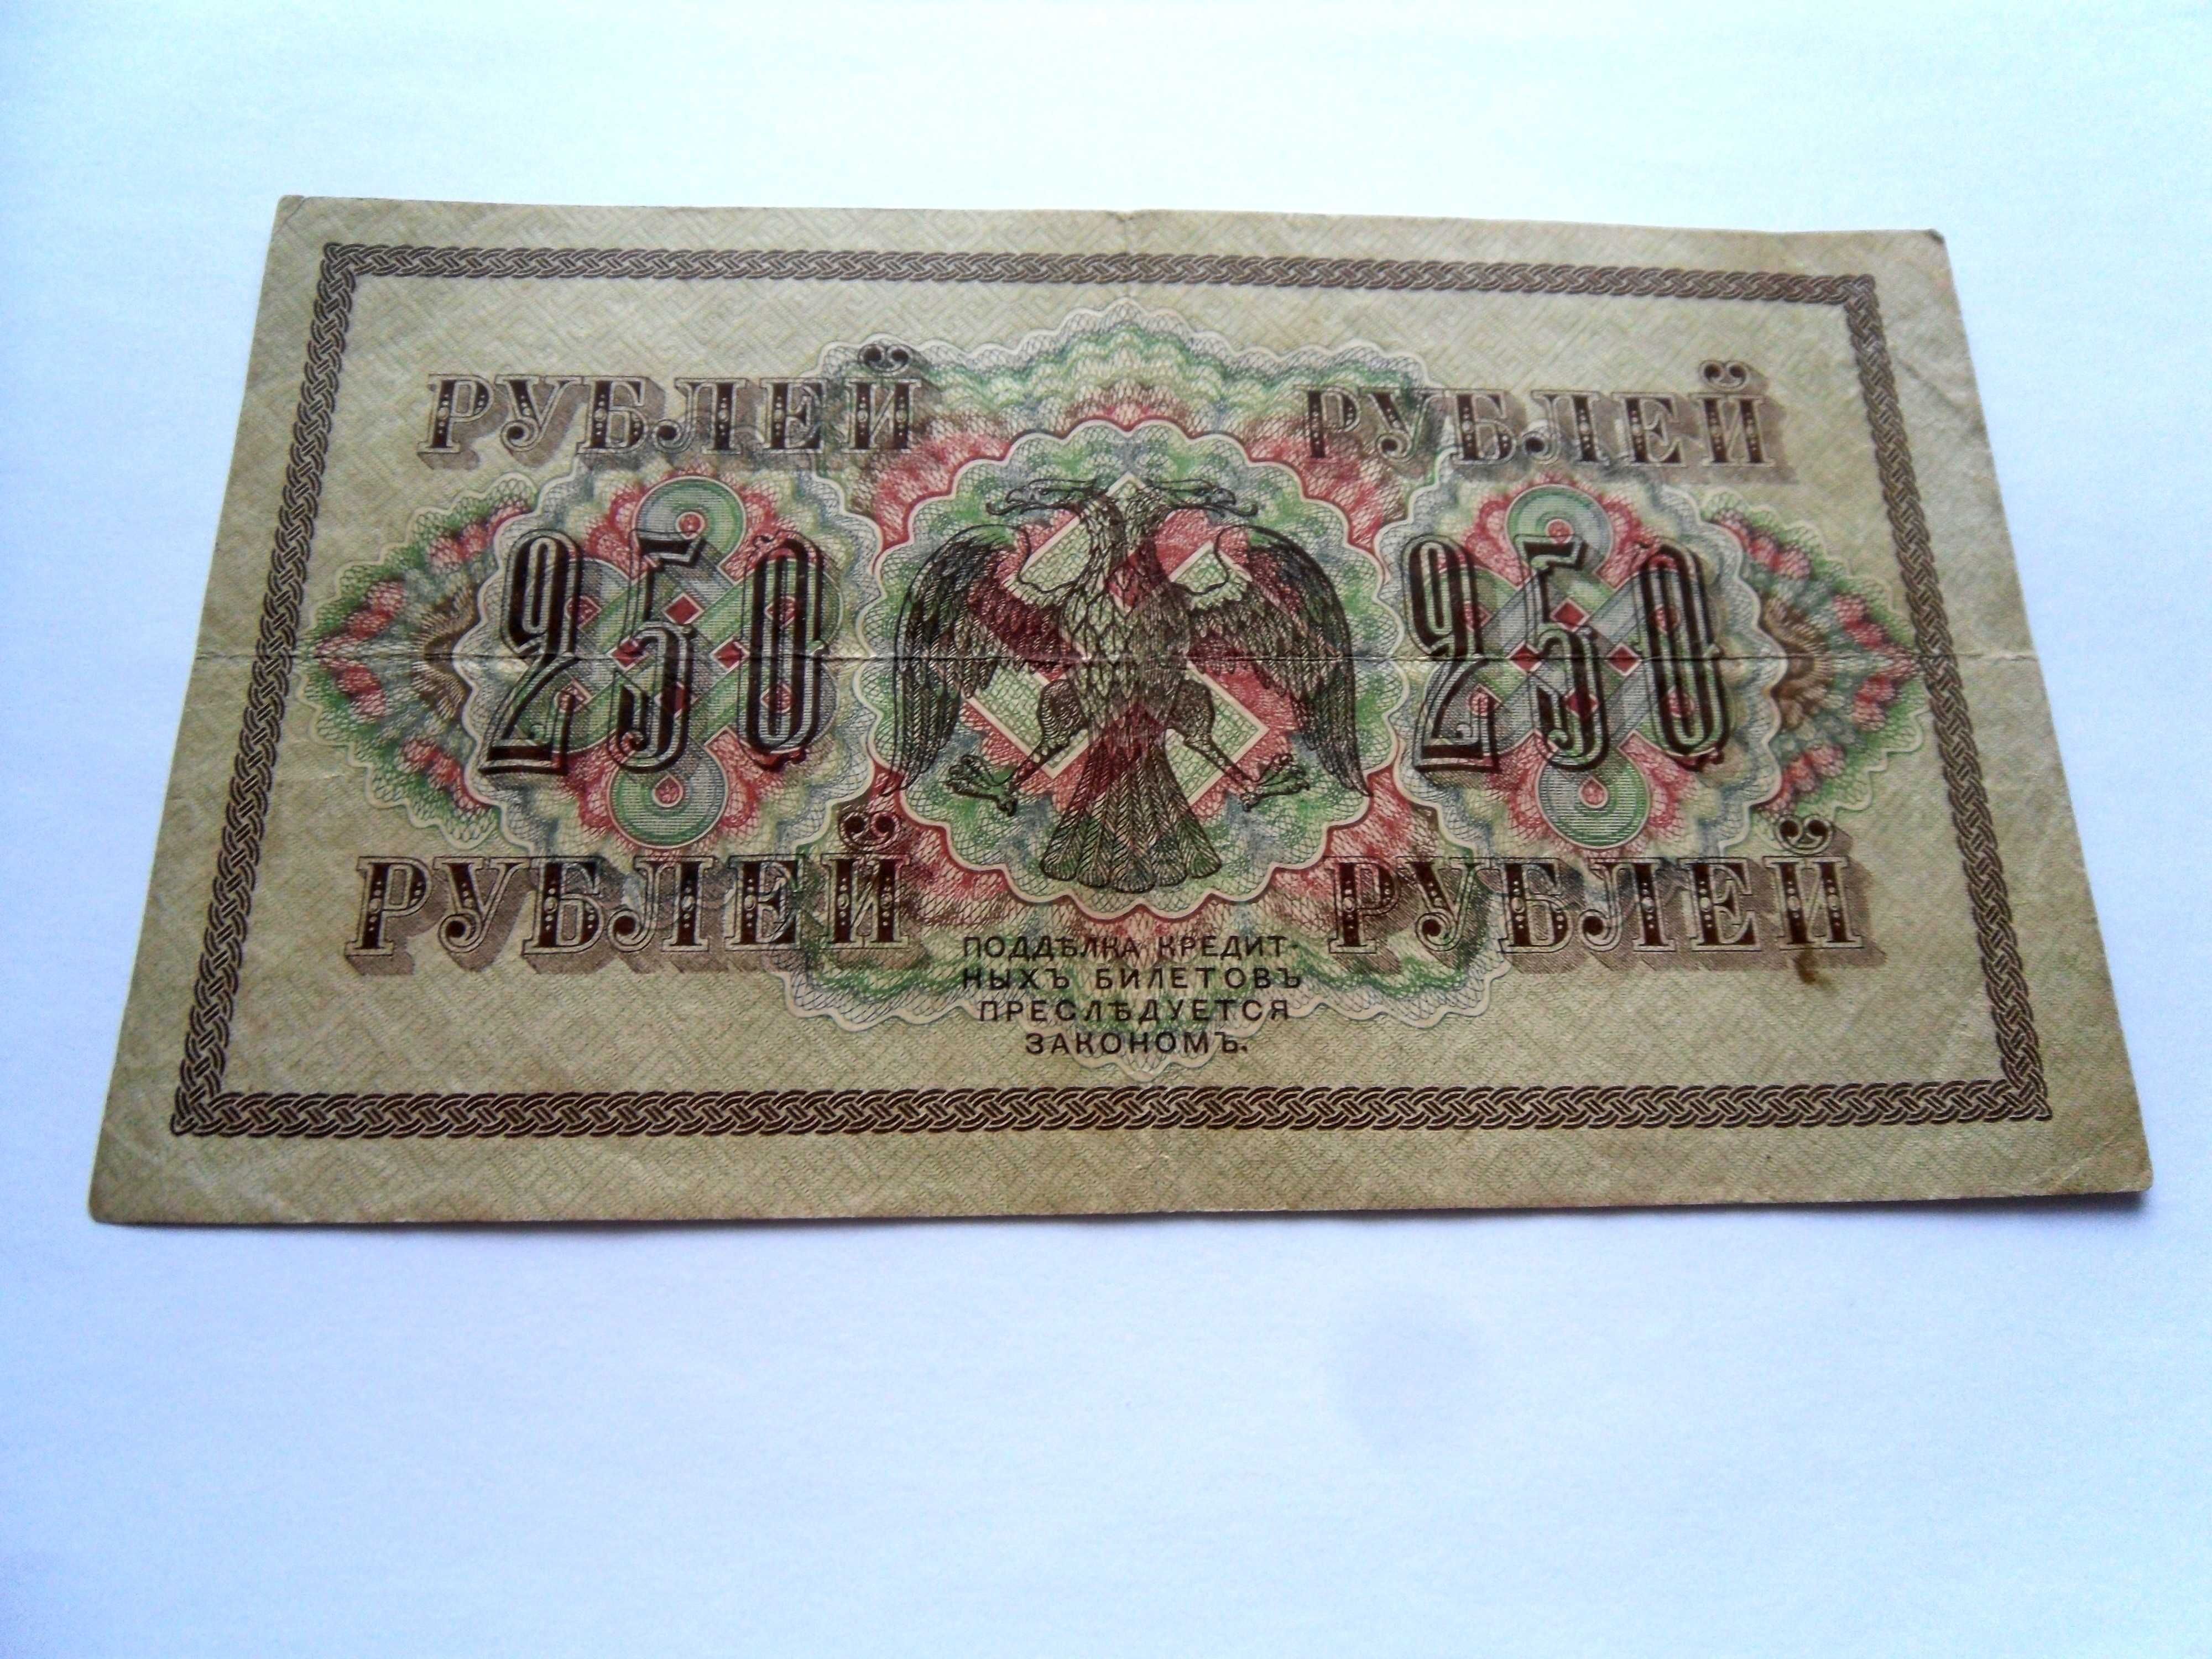 РУБЛЕЙ РУБЛЕЙ
250 250
РУБЛЕЙ РУБЛЕЙ
ПОДДѢЛКА КРЕДИТ-
НЫХЪ БИЛЕТОВЪ
ПРЕСЛѢДУЕТСЯ
ЗАКОНОМЪ.